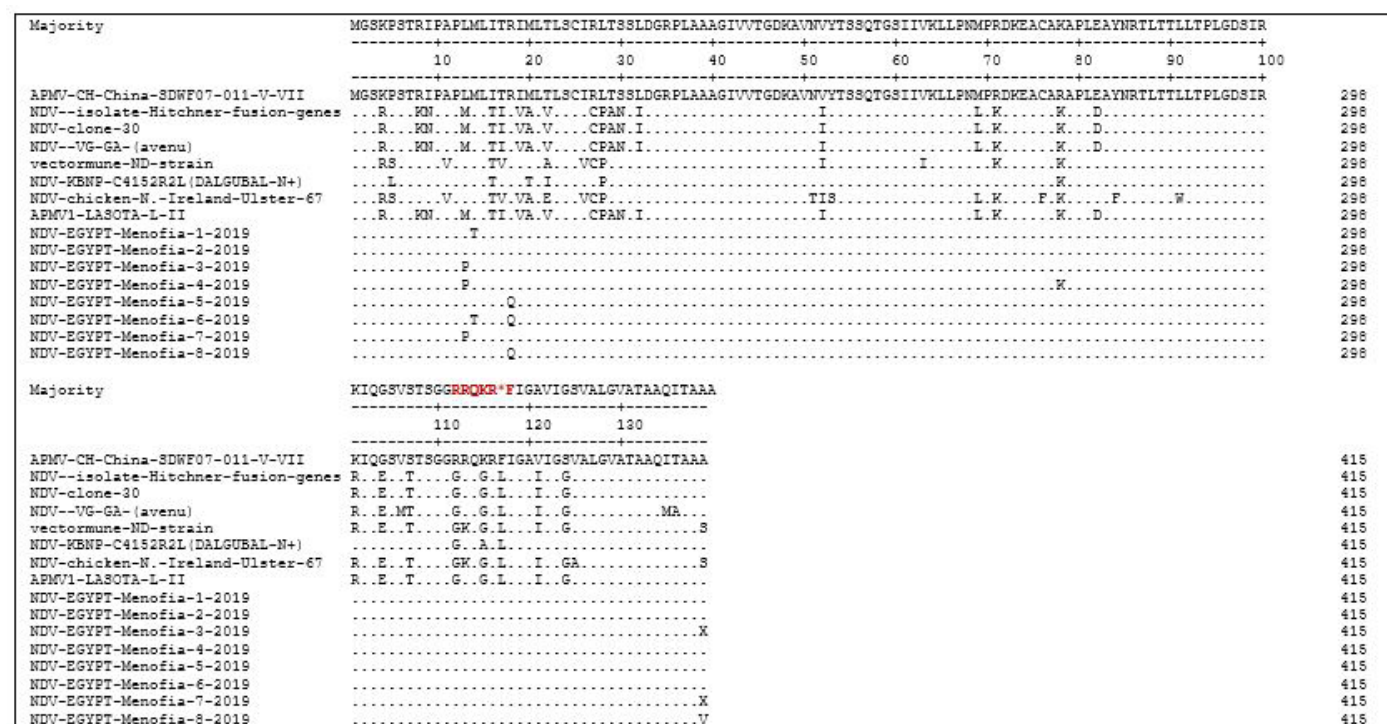 Majority MGSKPSTRIPAPLMLITRIMLTLSCIRLTSSLDGRPLAAAGIVVTGDKAVNVYTSSQTGSIIVKLLPNMPRDKEACAKAPLEAYNRTLTTLLTPLGDSIR
---------+---------+---------+---------+---------+---------+---------+---------+---------+---------+
10 20 30 40 50 60 70 80 90 100
---------+---------+---------+---------+---------+---------+---------+---------+---------+---------+
APMV-CH-China-SDWF07-011-V-VII MGSKPSTRIPAPLMLITRIMLTLSCIRLTSSLDGRPLAAAGIVVTGDKAVNVYTSSQTGSIIVKLLPNMPRDKEACARAPLEAYNRTLTTLLTPLGDSIR 298
NDV--isolate-Hitchner-fusion-genes ...R...KN...M..TI.VA.V....CPAN.I...................I................L.K......K...D.................. 298
NDV-clone-30 ...R...KN...M..TI.VA.V....CPAN.I...................I................L.K......K...D.................. 298
NDV--VG-GA-(avenu) ...R...KN...M..TI.VA.V....CPAN.I...................I................L.K......K...D.................. 298
vectormune-ND-strain ...RS.....V....TV....A...VCP.......................I..........I.....L.K......K...................... 298
NDV-KBNP-C4152R2L(DALGUBAL-N+) ....L..........T...T.I.....P.................................................K...................... 298
NDV-chicken-N.-Ireland-Ulster-67 ...RS.....V....TV.VA.E...VCP......................TIS...............L.K....F.K.....F......W......... 298
APMV1-LASOTA-L-II ...R...KN...M..TI.VA.V....CPAN.I...................I................L.K......K...D.................. 298
NDV-EGYPT-Menofia-1-2019 .............T...................................................................................... 298
NDV-EGYPT-Menofia-2-2019 .................................................................................................... 298
NDV-EGYPT-Menofia-3-2019 ............P....................................................................................... 298
NDV-EGYPT-Menofia-4-2019 ............P................................................................K...................... 298
NDV-EGYPT-Menofia-5-2019 .................Q.................................................................................. 298
NDV-EGYPT-Menofia-6-2019 .............T...Q.................................................................................. 298
NDV-EGYPT-Menofia-7-2019 ............P....................................................................................... 298
NDV-EGYPT-Menofia-8-2019 .................Q.................................................................................. 298
Majority KIQGSVSTSGGRRQKR*FIGAVIGSVALGVATAAQITAAA
---------+---------+---------+---------
110 120 130
---------+---------+---------+---------
APMV-CH-China-SDWF07-011-V-VII KIQGSVSTSGGRRQKRFIGAVIGSVALGVATAAQITAAA 415
NDV--isolate-Hitchner-fusion-genes R..E..T....G..G.L...I..G............... 415
NDV-clone-30 R..E..T....G..G.L...I..G............... 415
NDV--VG-GA-(avenu) R..E.MT....G..G.L...I..G..........MA... 415
vectormune-ND-strain R..E..T....GK.G.L...I..G..............S 415
NDV-KBNP-C4152R2L(DALGUBAL-N+) ...........G..A.L...................... 415
NDV-chicken-N.-Ireland-Ulster-67 R..E..T....GK.G.L...I..GA.............S 415
APMV1-LASOTA-L-II R..E..T....G..G.L...I..G............... 415
NDV-EGYPT-Menofia-1-2019 ....................................... 415
NDV-EGYPT-Menofia-2-2019 ....................................... 415
NDV-EGYPT-Menofia-3-2019 ......................................X 415
NDV-EGYPT-Menofia-4-2019 ....................................... 415
NDV-EGYPT-Menofia-5-2019 ....................................... 415
NDV-EGYPT-Menofia-6-2019 ....................................... 415
NDV-EGYPT-Menofia-7-2019 ......................................X 415
NDV-EGYPT-Menofia-8-2019 ......................................V 415